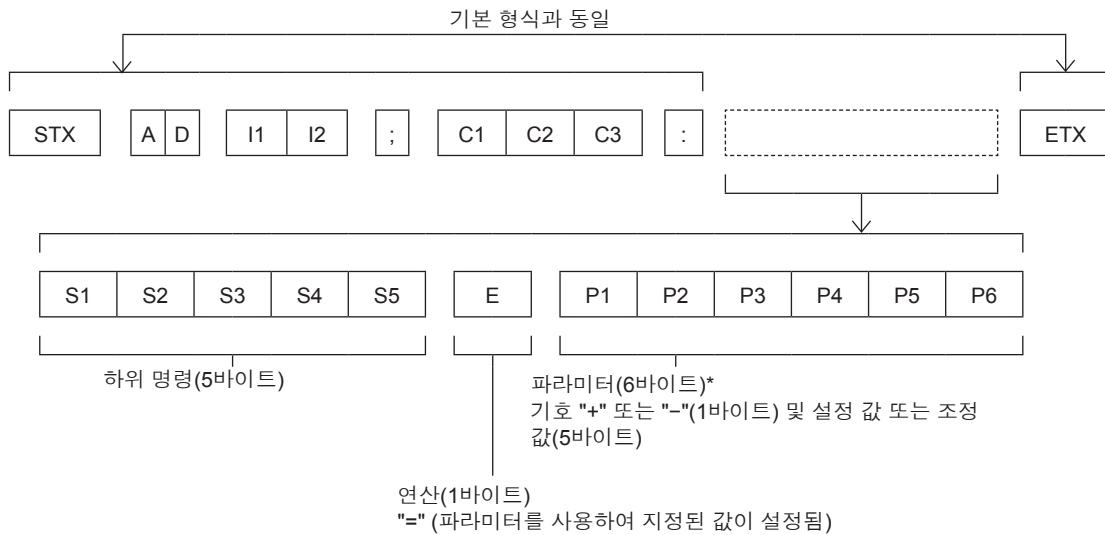 기본 형식과 동일
STX A D I1 I2 ; C1 C2 C3 : ETX
S1 S2 S3 S4 S5 E P1 P2 P3 P4 P5 P6
하위 명령(5바이트)
파라미터(6바이트)*
기호 "+" 또는 "−"(1바이트) 및 설정 값 또는 조정
값(5바이트)
연산(1바이트)
"=" (파라미터를 사용하여 지정된 값이 설정됨)